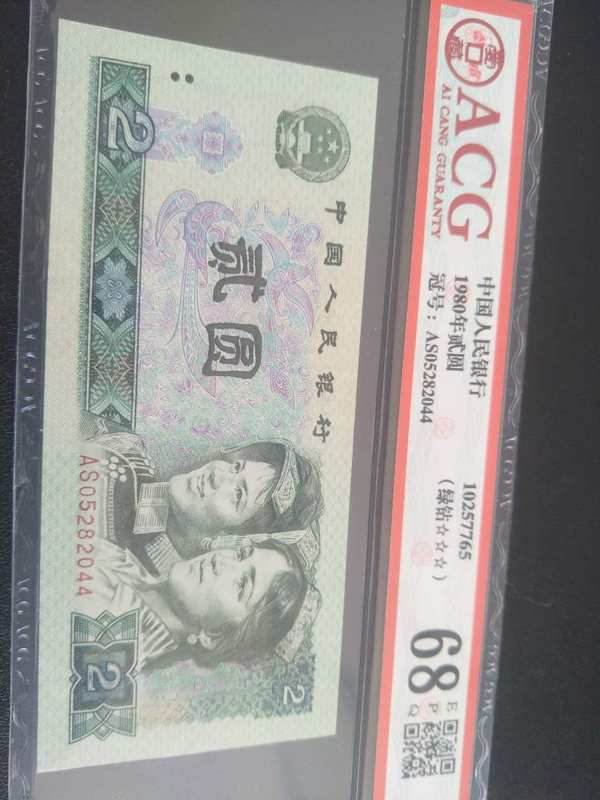 ACG
AI CANG GUARANTY
中国人民银行
1980年贰圆
冠号：AS05282044
10257765
（绿钻☆☆☆）
68
E
P
Q
中国人民银行
贰圆
2
AS05282044
2
2